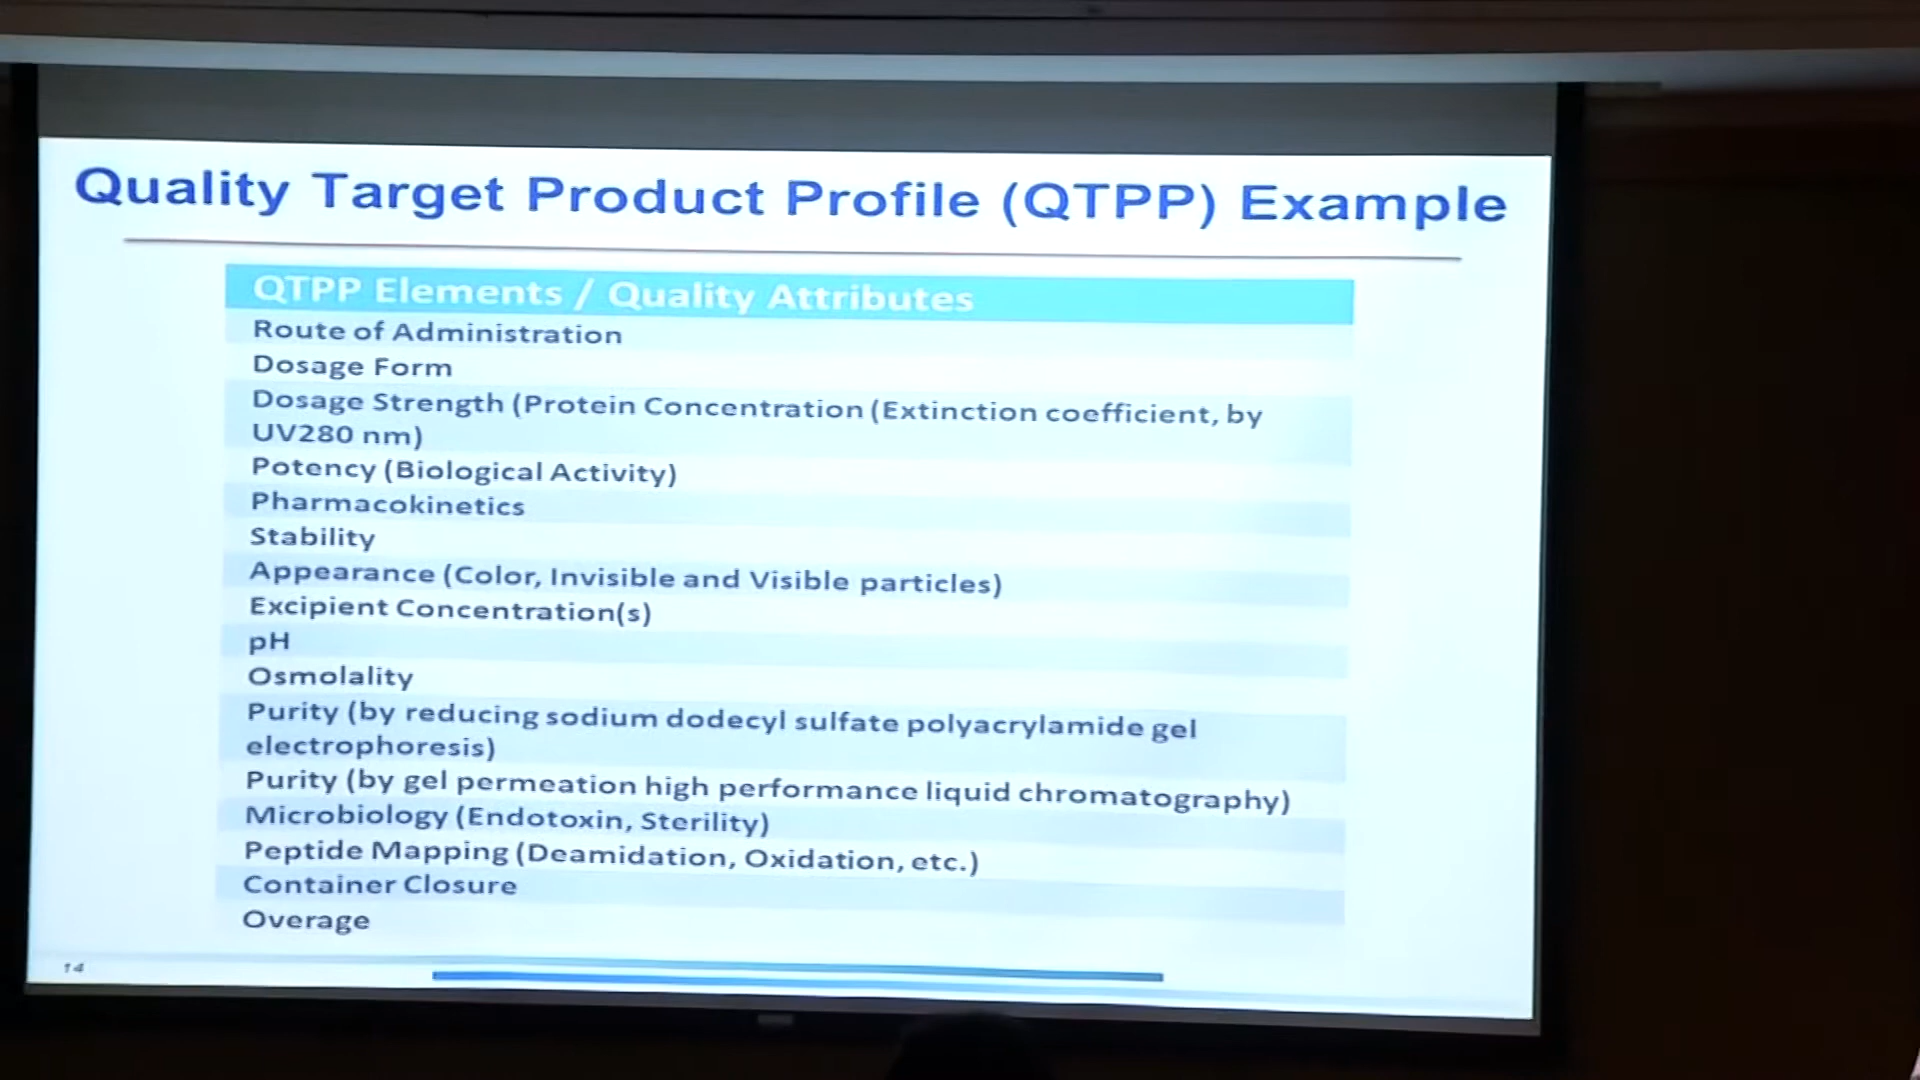 Quality Target Product Profile (QTPP) Example
QTPP Elements / Quality Attributes
Route of Administration
Dosage Form
Dosage Strength (Protein Concentration (Extinction coefficient, by
UV280 nm)
Potency (Biological Activity)
Pharmacokinetics
Stability
Appearance (Color, Invisible and Visible particles)
Excipient Concentration(s)
pH
Osmolality
Purity (by reducing sodium dodecyl sulfate polyacrylamide gel
electrophoresis)
Purity (by gel permeation high performance liquid chromatography)
Microbiology (Endotoxin, Sterility)
Peptide Mapping (Deamidation, Oxidation, etc.)
Container Closure
Overage
14